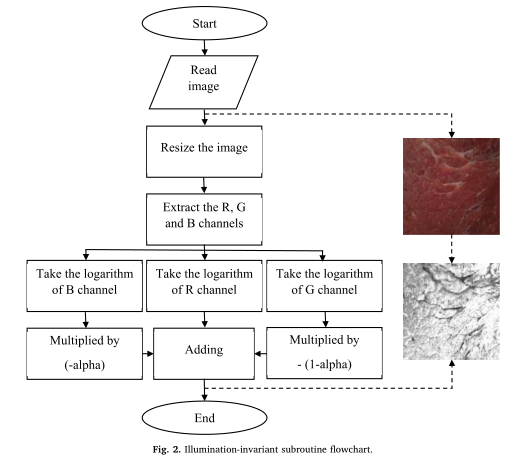 Start
Read
image
Resize the image
Extract the R, G
and B channels
Take the logarithm
of B channel
Take the logarithm
of R channel
Take the logarithm
of G channel
Multiplied by
(-alpha)
Adding
Multiplied by
- (1-alpha)
End
Fig. 2. Illumination-invariant subroutine flowchart.